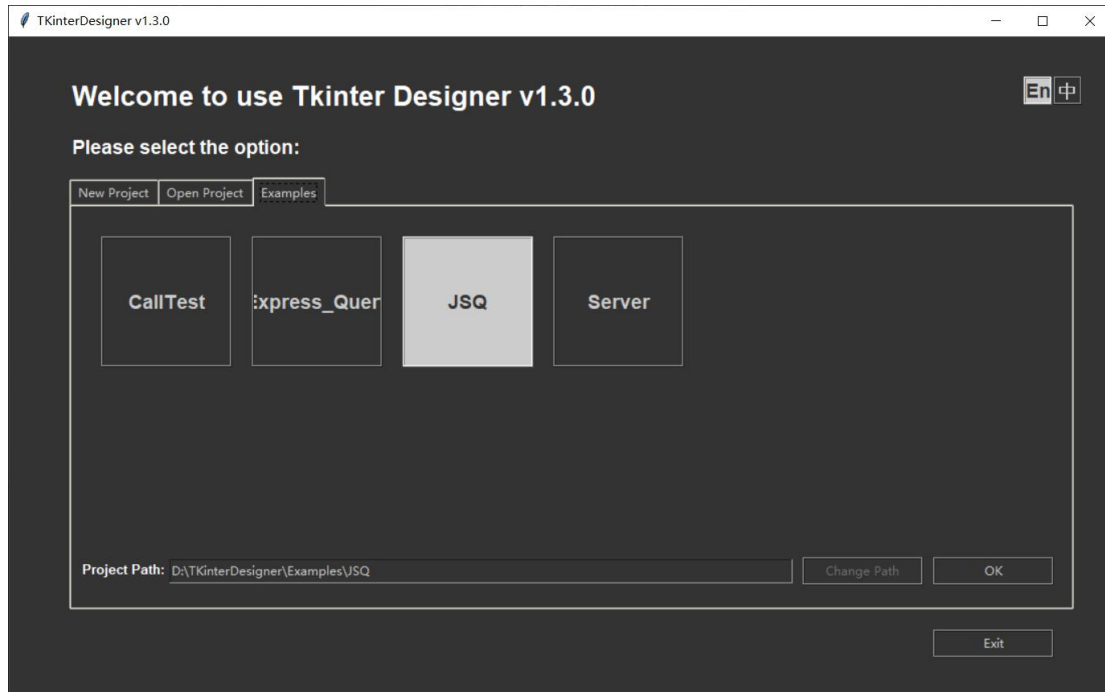 TKinterDesigner v1.3.0
Welcome to use Tkinter Designer v1.3.0
En 中
Please select the option:
New Project Open Project Examples
CallTest Express_Quer JSQ Server
Project Path: D:\TKinterDesigner\Examples\JSQ Change Path OK
Exit